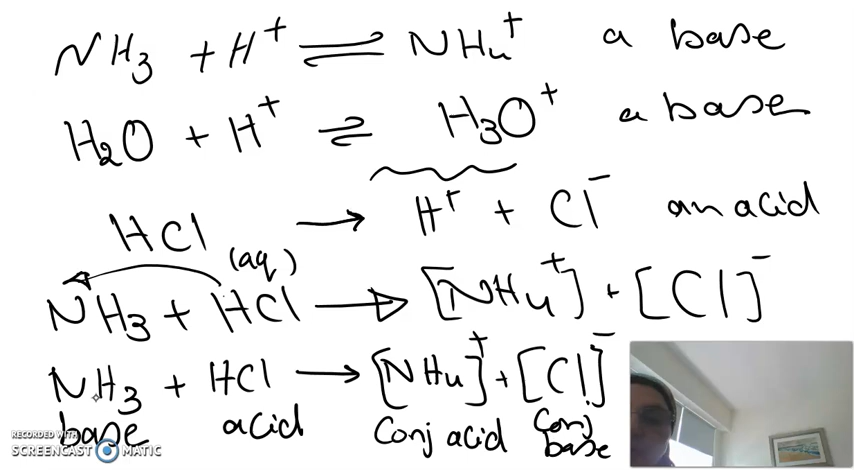 NH3 + H+ ⇌ NH4+ a base
H2O + H+ ⇌ H3O+ a base
HCl → H+ + Cl- an acid
(aq)
NH3 + HCl → [NH4+] + [Cl]-
NH3 + HCl → [NH4]+ + [Cl]-
base acid Conj acid Conj base
RECORDED WITH
SCREENCAST MATIC